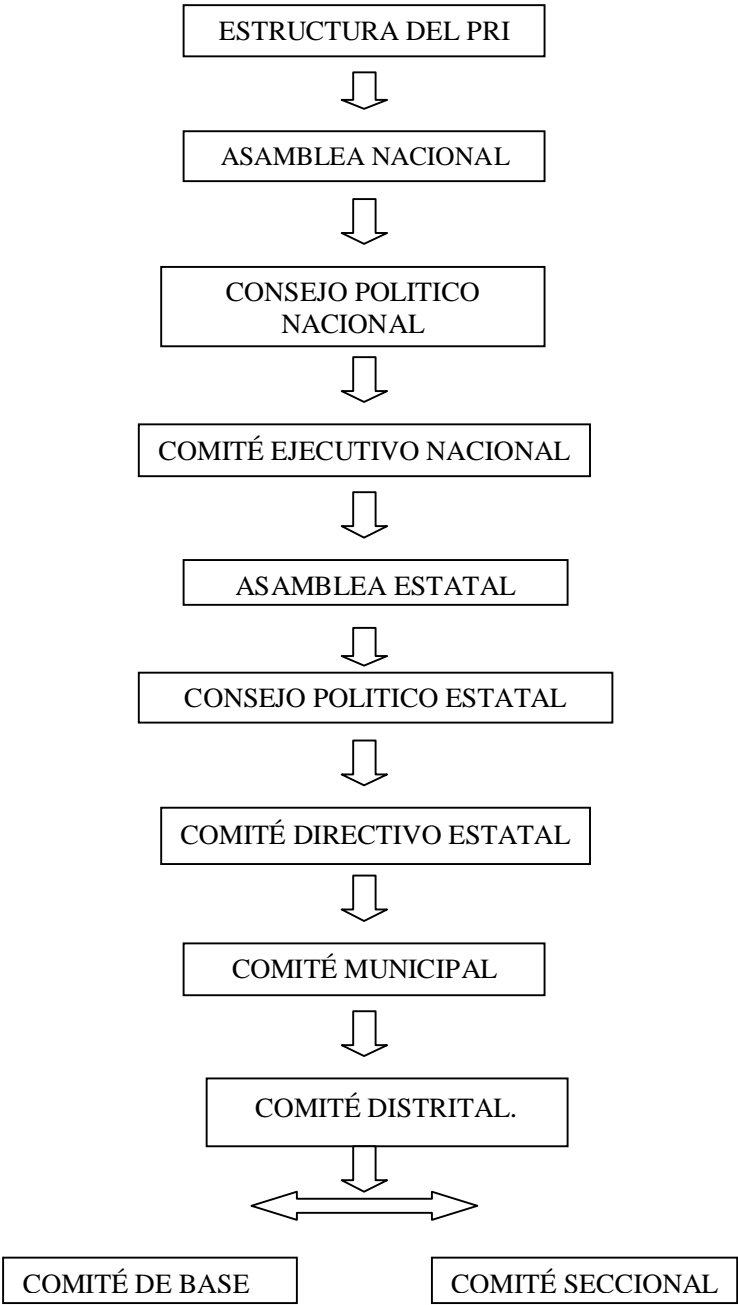 ESTRUCTURA DEL PRI
ASAMBLEA NACIONAL
CONSEJO POLITICO
NACIONAL
COMITÉ EJECUTIVO NACIONAL
ASAMBLEA ESTATAL
CONSEJO POLITICO ESTATAL
COMITÉ DIRECTIVO ESTATAL
COMITÉ MUNICIPAL
COMITÉ DISTRITAL.
COMITÉ DE BASE
COMITÉ SECCIONAL